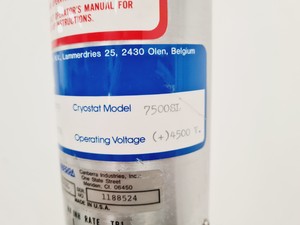 OPERATOR'S MANUAL FOR
INSTRUCTIONS.
Lammerdries 25, 2430 Olen, Belgium
Cryostat Model 7500SL
Operating Voltage (+)4500 V.
Canberra Industries, Inc.
One State Street
Meriden, Ct. 06450
1188524
MADE IN U.S.A.
RATE